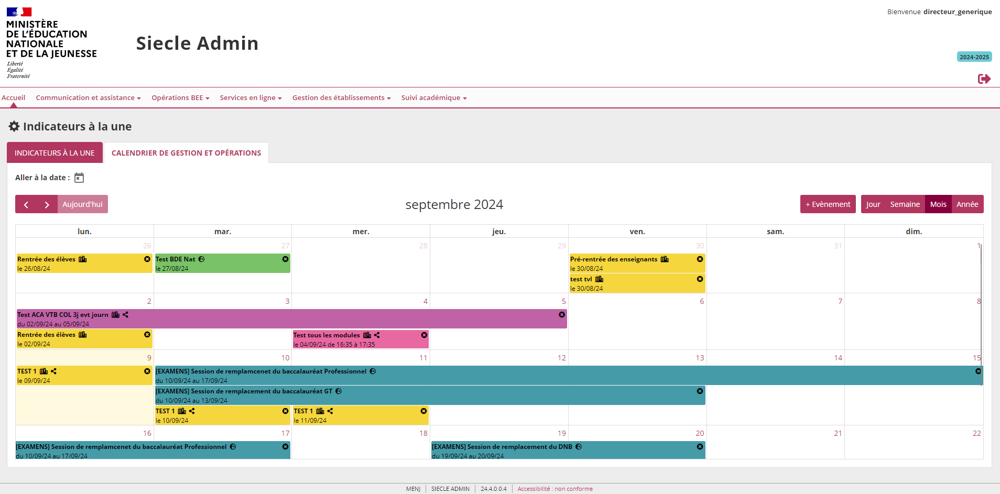 MINISTÈRE
DE L'ÉDUCATION
NATIONALE
ET DE LA JEUNESSE
Liberté
Égalité
Fraternité
Siecle Admin
Bienvenue directeur_generique
2024-2025
Accueil Communication et assistance Opérations BEE Services en ligne Gestion des établissements Suivi académique
Indicateurs à la une
INDICATEURS À LA UNE CALENDRIER DE GESTION ET OPÉRATIONS
Aller à la date :
Aujourd'hui septembre 2024 + Evènement Jour Semaine Mois Année
lun. mar. mer. jeu. ven. sam. dim.
26 27 28 29 30 31 1
Rentrée des élèves Test BDE Nat Pré-rentrée des enseignants
le 26/08/24 le 27/08/24 le 30/08/24
test tvl
le 30/08/24
2 3 4 5 6 7 8
Test ACA VTB COL 3j evt journ
du 02/09/24 au 05/09/24
Rentrée des élèves Test tous les modules
le 02/09/24 le 04/09/24 de 16:35 à 17:35
9 10 11 12 13 14 15
TEST 1 [EXAMENS] Session de remplamcenet du baccalauréat Professionnel
le 09/09/24 du 10/09/24 au 17/09/24
[EXAMENS] Session de remplacement du baccalauréat GT
du 10/09/24 au 13/09/24
TEST 1 TEST 1
le 10/09/24 le 11/09/24
16 17 18 19 20 21 22
[EXAMENS] Session de remplamcenet du baccalauréat Professionnel [EXAMENS] Session de remplacement du DNB
du 10/09/24 au 17/09/24 du 19/09/24 au 20/09/24
MENJ SIECLE ADMIN 24.4.0.0.4 Accessibilité : non conforme